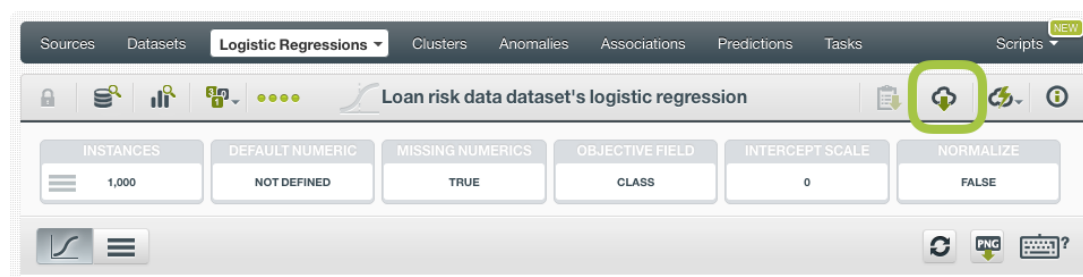 NEW
Sources Datasets Logistic Regressions Clusters Anomalies Associations Predictions Tasks Scripts
Loan risk data dataset's logistic regression
INSTANCES DEFAULT NUMERIC MISSING NUMERICS OBJECTIVE FIELD INTERCEPT SCALE NORMALIZE
1,000 NOT DEFINED TRUE CLASS 0 FALSE
PNG ?